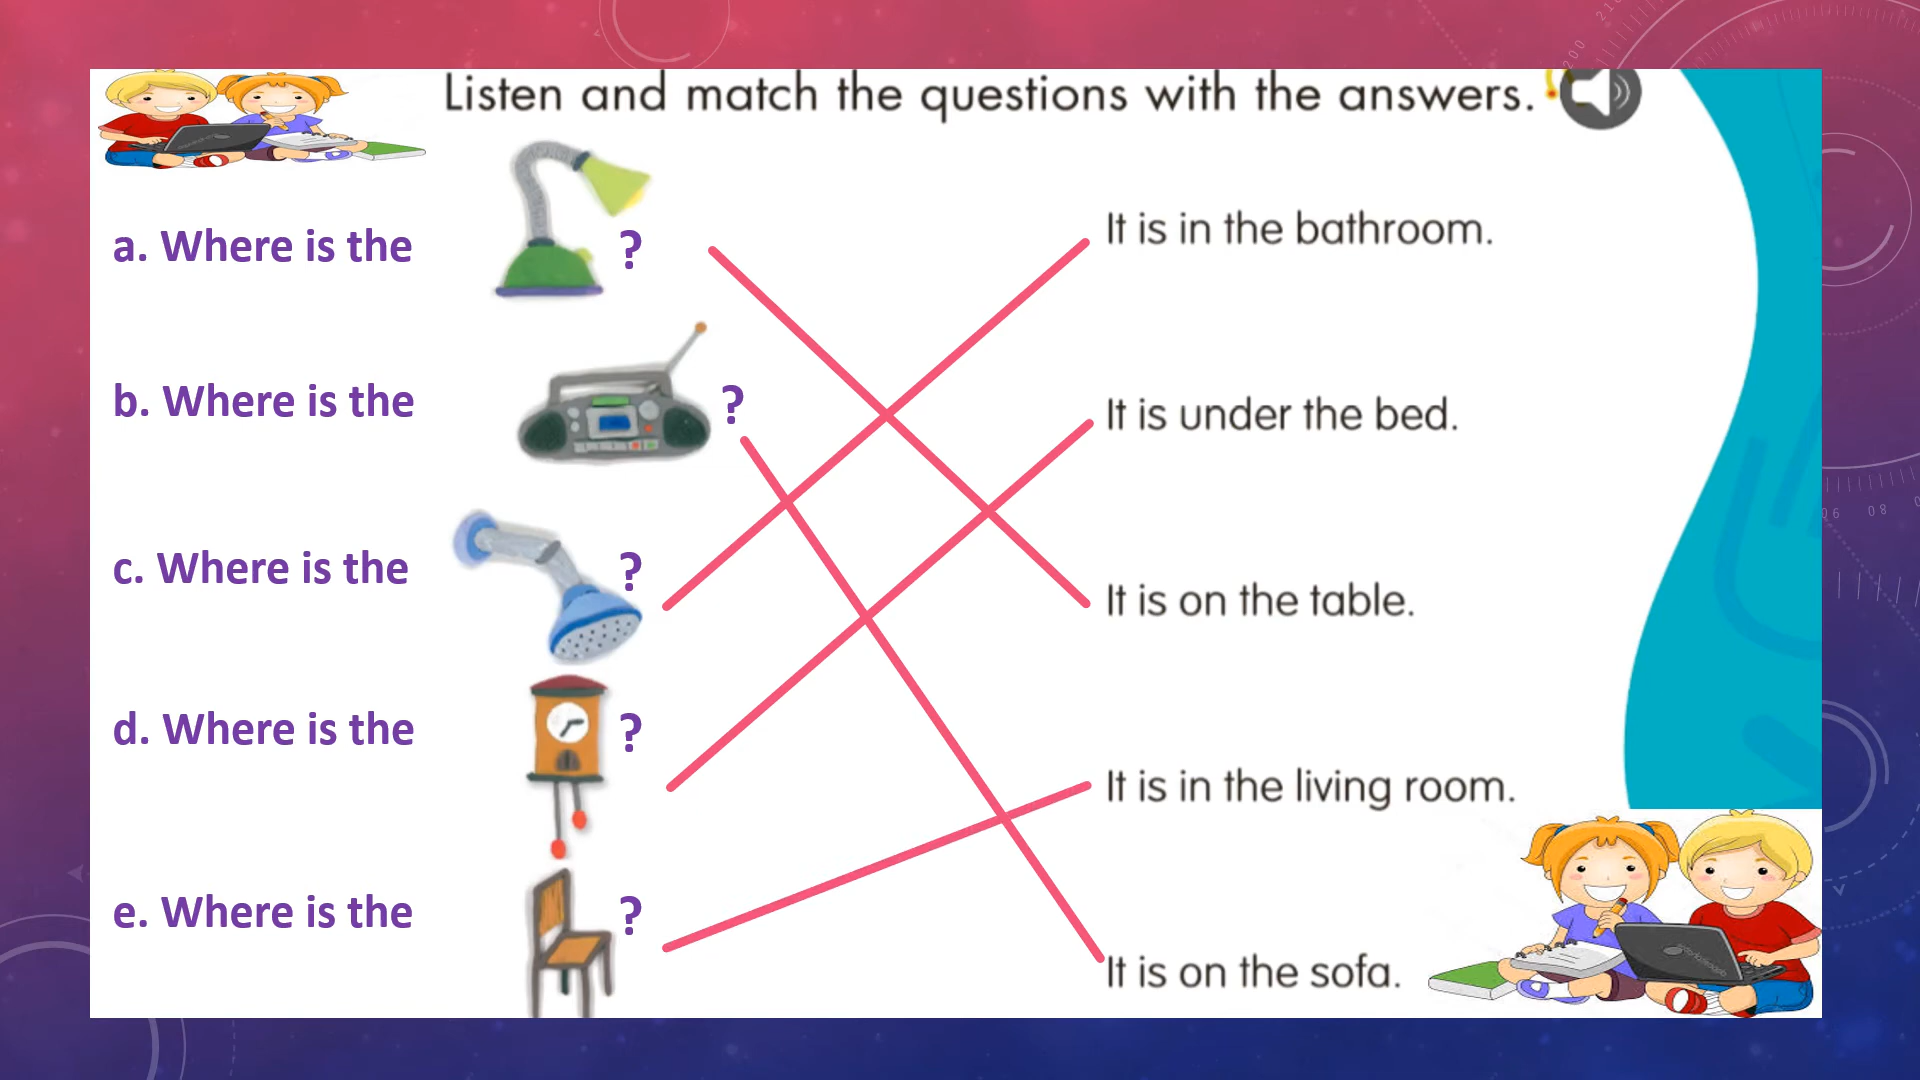 Listen and match the questions with the answers.
a. Where is the ?
It is in the bathroom.
b. Where is the ?
It is under the bed.
c. Where is the ?
It is on the table.
d. Where is the ?
It is in the living room.
e. Where is the ?
It is on the sofa.